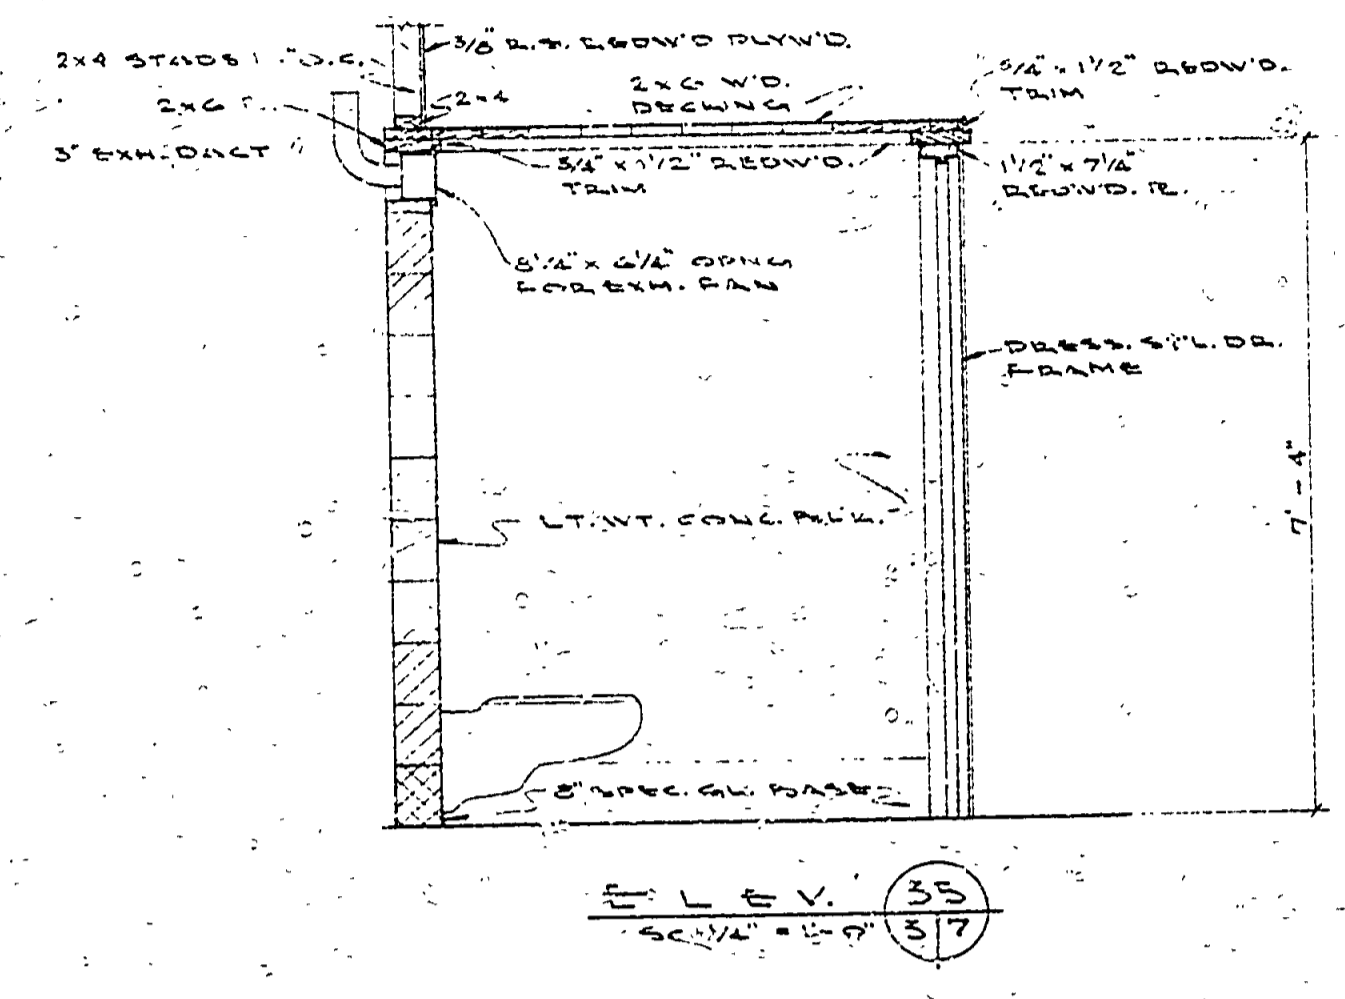 3/8" R.S. REDW'D PLYW'D.
2x4 STUDS "O.C.
2x6 W'D.
DECKING
3/4" x 1 1/2" REDW'D.
TRIM
2x6
2x4
3" EXH. DUCT
3/4" x 1 1/2" REDW'D.
TRIM
1 1/2" x 7 1/4"
REDW'D.
8 1/4" x 6 1/4" OPNG
FOR EXH. FAN
PRESS. STL. DR.
FRAME
7' - 4"
LT. WT. CONC. BLK.
8" SPEC. GL. BASE
ELEV. 35
3 7